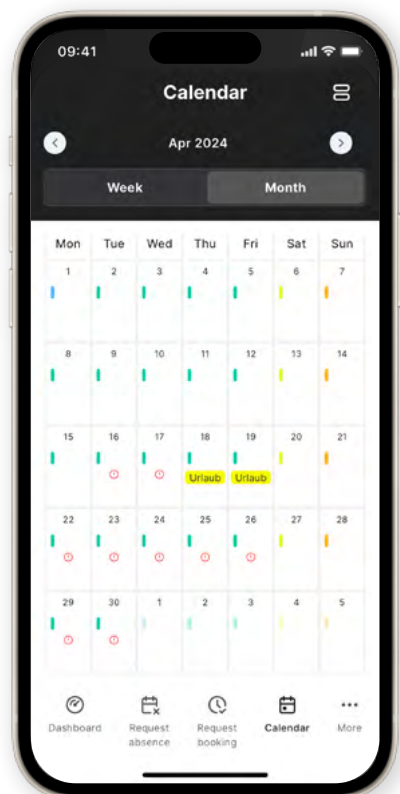 09:41
Calendar
Apr 2024
Week Month
Mon Tue Wed Thu Fri Sat Sun
1 2 3 4 5 6 7
8 9 10 11 12 13 14
15 16 17 18 19 20 21
Urlaub Urlaub
22 23 24 25 26 27 28
29 30 1 2 3 4 5
Dashboard Request absence Request booking Calendar More